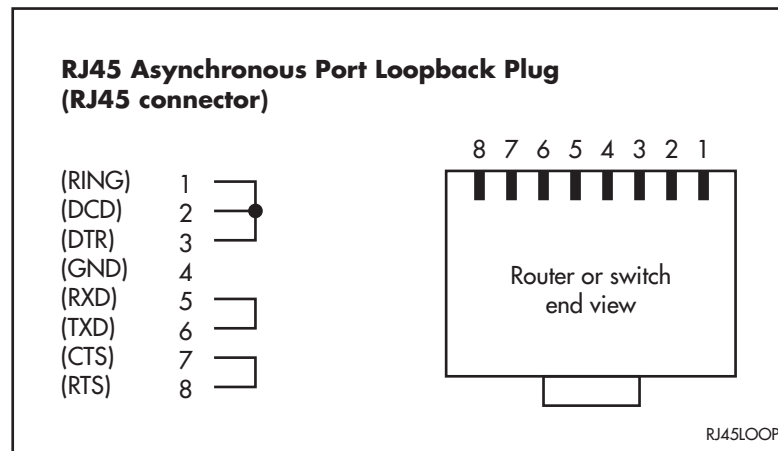 RJ45 Asynchronous Port Loopback Plug
(RJ45 connector)
8 7 6 5 4 3 2 1
(RING) 1
(DCD) 2
(DTR) 3
(GND) 4
(RXD) 5
(TXD) 6
(CTS) 7
(RTS) 8
Router or switch
end view
RJ45LOOP